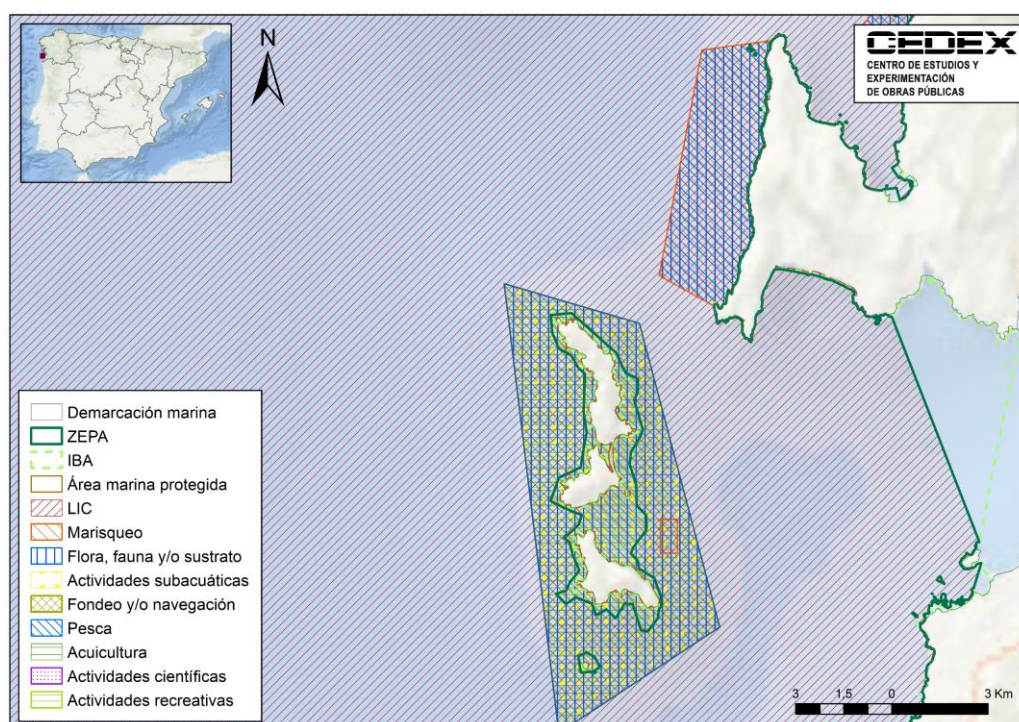 N
CEDEX
CENTRO DE ESTUDIOS Y
EXPERIMENTACIÓN
DE OBRAS PÚBLICAS
Demarcación marina
ZEPA
IBA
Área marina protegida
LIC
Marisqueo
Flora, fauna y/o sustrato
Actividades subacuáticas
Fondeo y/o navegación
Pesca
Acuicultura
Actividades científicas
Actividades recreativas
3 1,5 0 3 Km